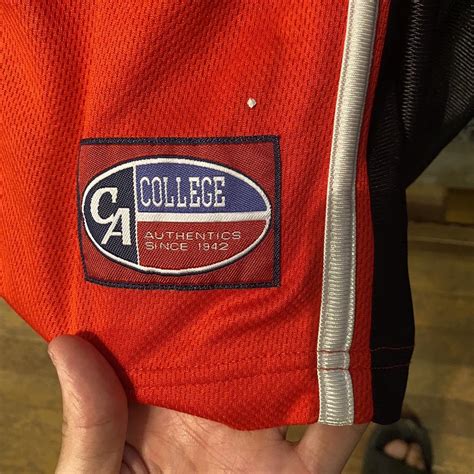 CA
COLLEGE
AUTHENTICS
SINCE 1942